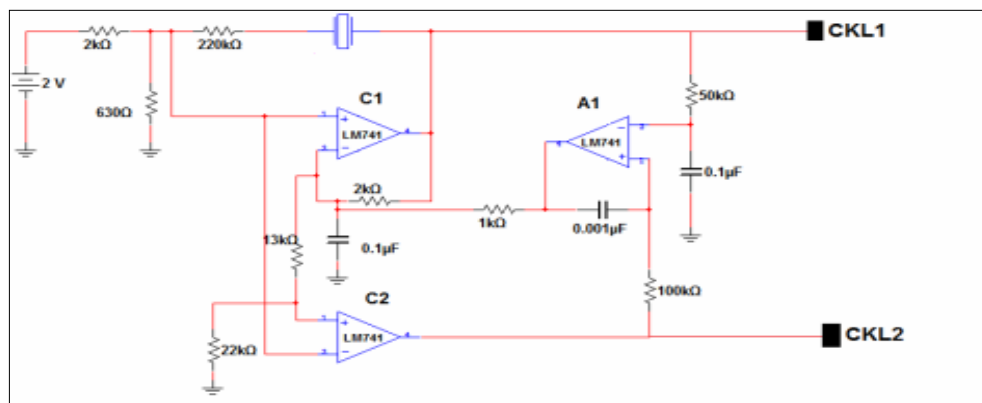 CKL1
2kΩ
220kΩ
2 V
630Ω
C1
A1
50kΩ
LM741
LM741
0.1µF
2kΩ
1kΩ
0.001µF
13kΩ
0.1µF
C2
100kΩ
LM741
CKL2
22kΩ